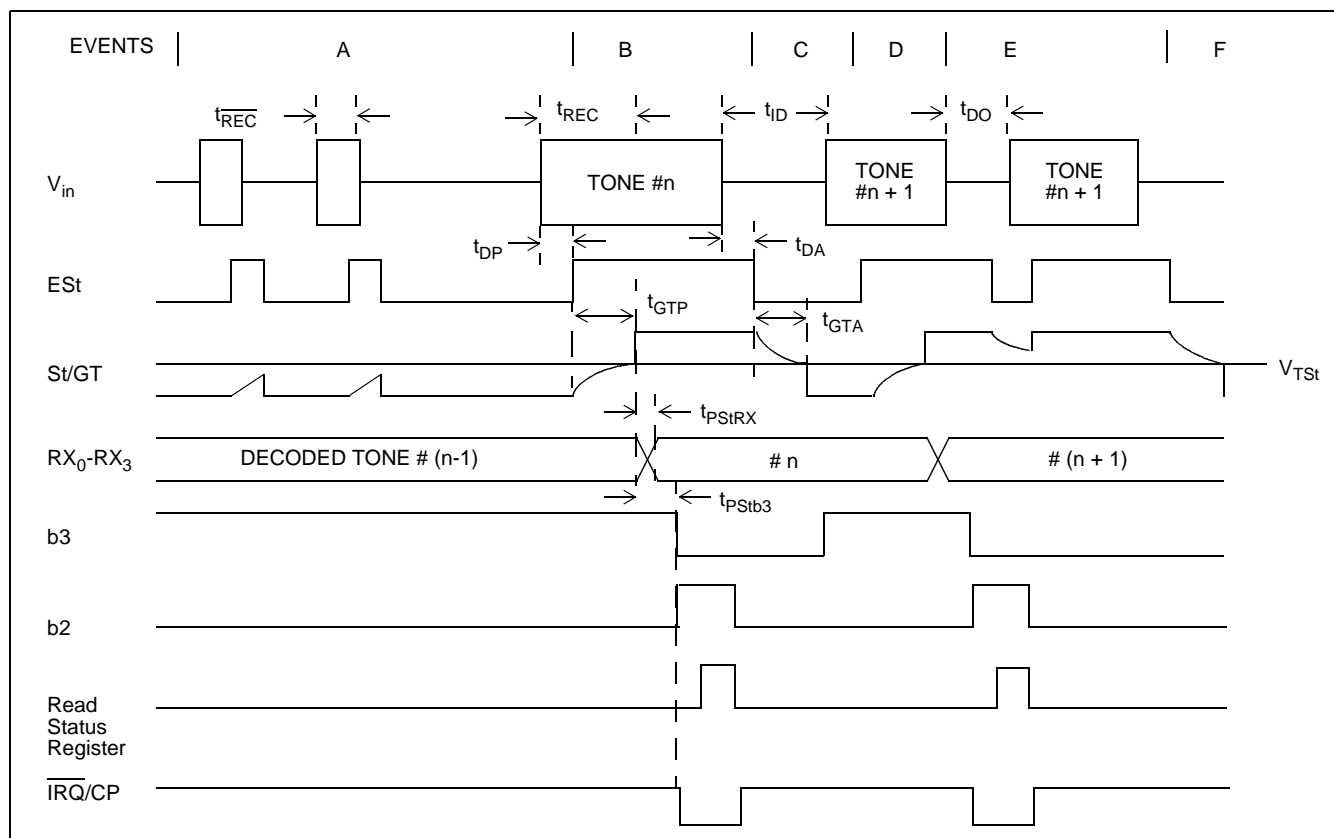 EVENTS A B C D E F
tREC tREC tID tDO
Vin TONE #n TONE #n + 1 TONE #n + 1
tDP tDA
ESt
tGTP tGTA
St/GT VTSt
tPStRX
RX0-RX3 DECODED TONE # (n-1) # n # (n + 1)
tPStb3
b3
b2
Read
Status
Register
IRQ/CP